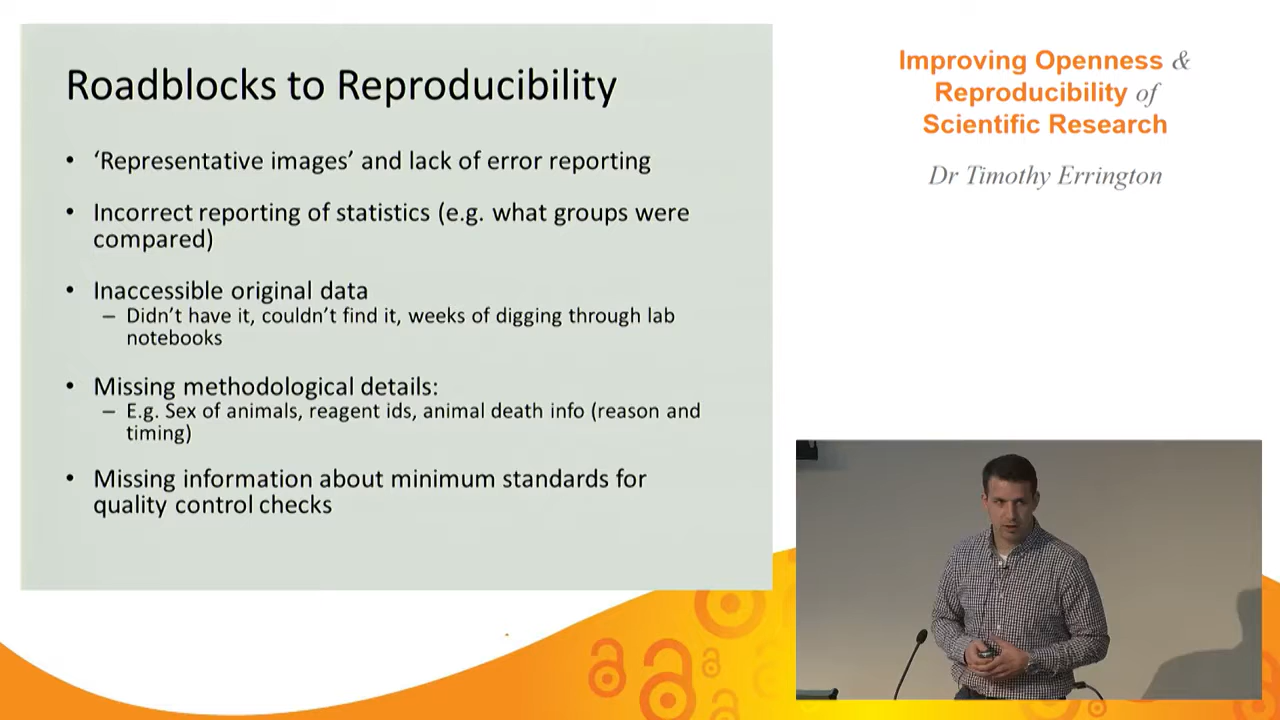 Roadblocks to Reproducibility
• ‘Representative images’ and lack of error reporting
• Incorrect reporting of statistics (e.g. what groups were
compared)
• Inaccessible original data
– Didn’t have it, couldn’t find it, weeks of digging through lab
notebooks
• Missing methodological details:
– E.g. Sex of animals, reagent ids, animal death info (reason and
timing)
• Missing information about minimum standards for
quality control checks
Improving Openness &
Reproducibility of
Scientific Research
Dr Timothy Errington